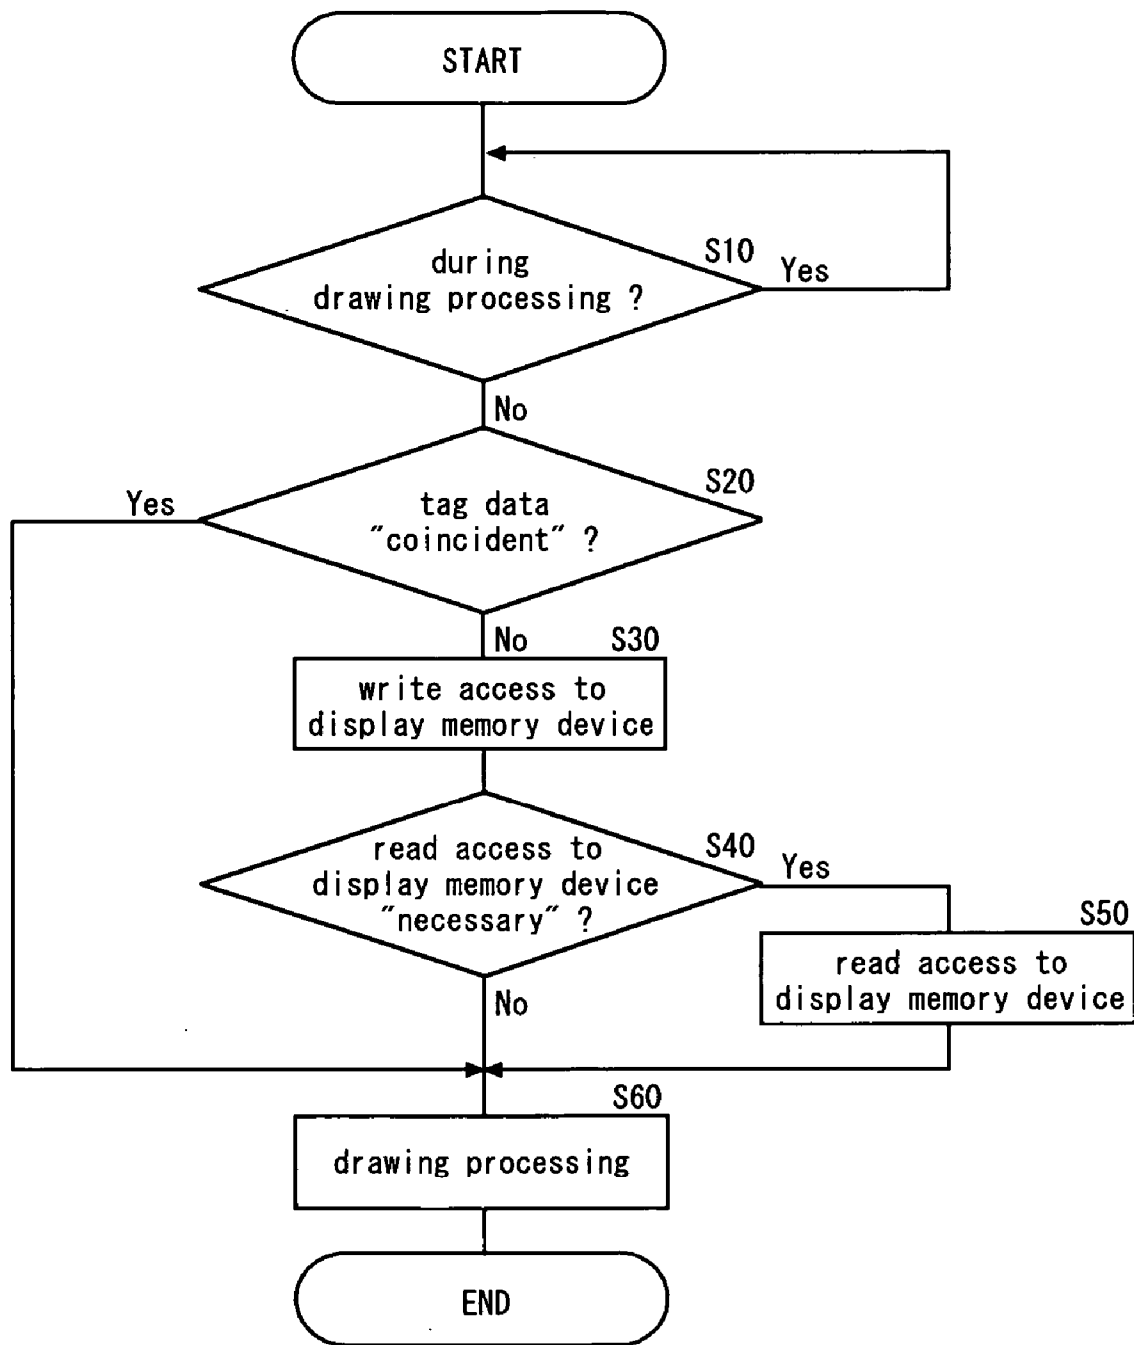 START
S10
during
drawing processing ?
Yes
No
S20
Yes
tag data
"coincident" ?
No
S30
write access to
display memory device
S40
read access to
display memory device
"necessary" ?
Yes
S50
read access to
display memory device
No
S60
drawing processing
END